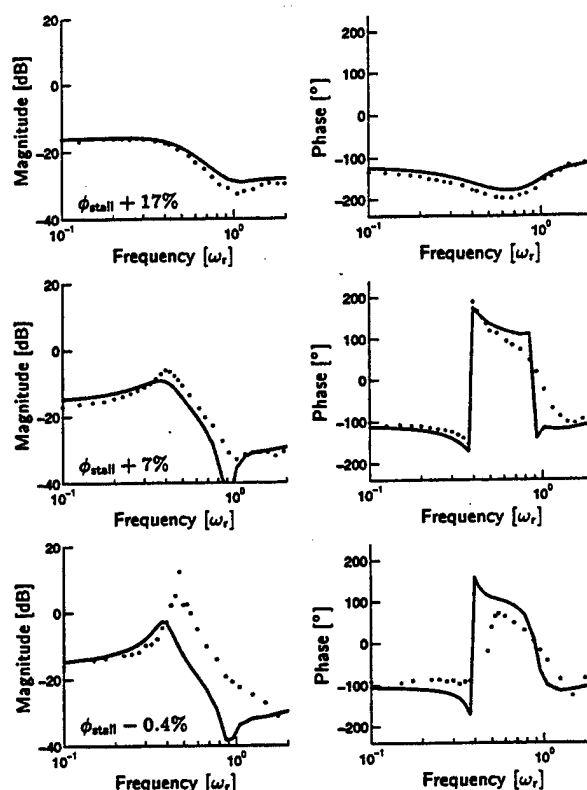 20
0
−20
−40
Magnitude [dB]
ϕstall + 17%
10⁻¹
10⁰
Frequency [ωr]
200
100
0
−100
−200
Phase [°]
10⁻¹
10⁰
Frequency [ωr]
20
0
−20
−40
Magnitude [dB]
ϕstall + 7%
10⁻¹
10⁰
Frequency [ωr]
200
100
0
−100
−200
Phase [°]
10⁻¹
10⁰
Frequency [ωr]
20
0
−20
−40
Magnitude [dB]
ϕstall − 0.4%
10⁻¹
10⁰
Frequency [ωr]
200
100
0
−100
−200
Phase [°]
10⁻¹
10⁰
Frequency [ωr]